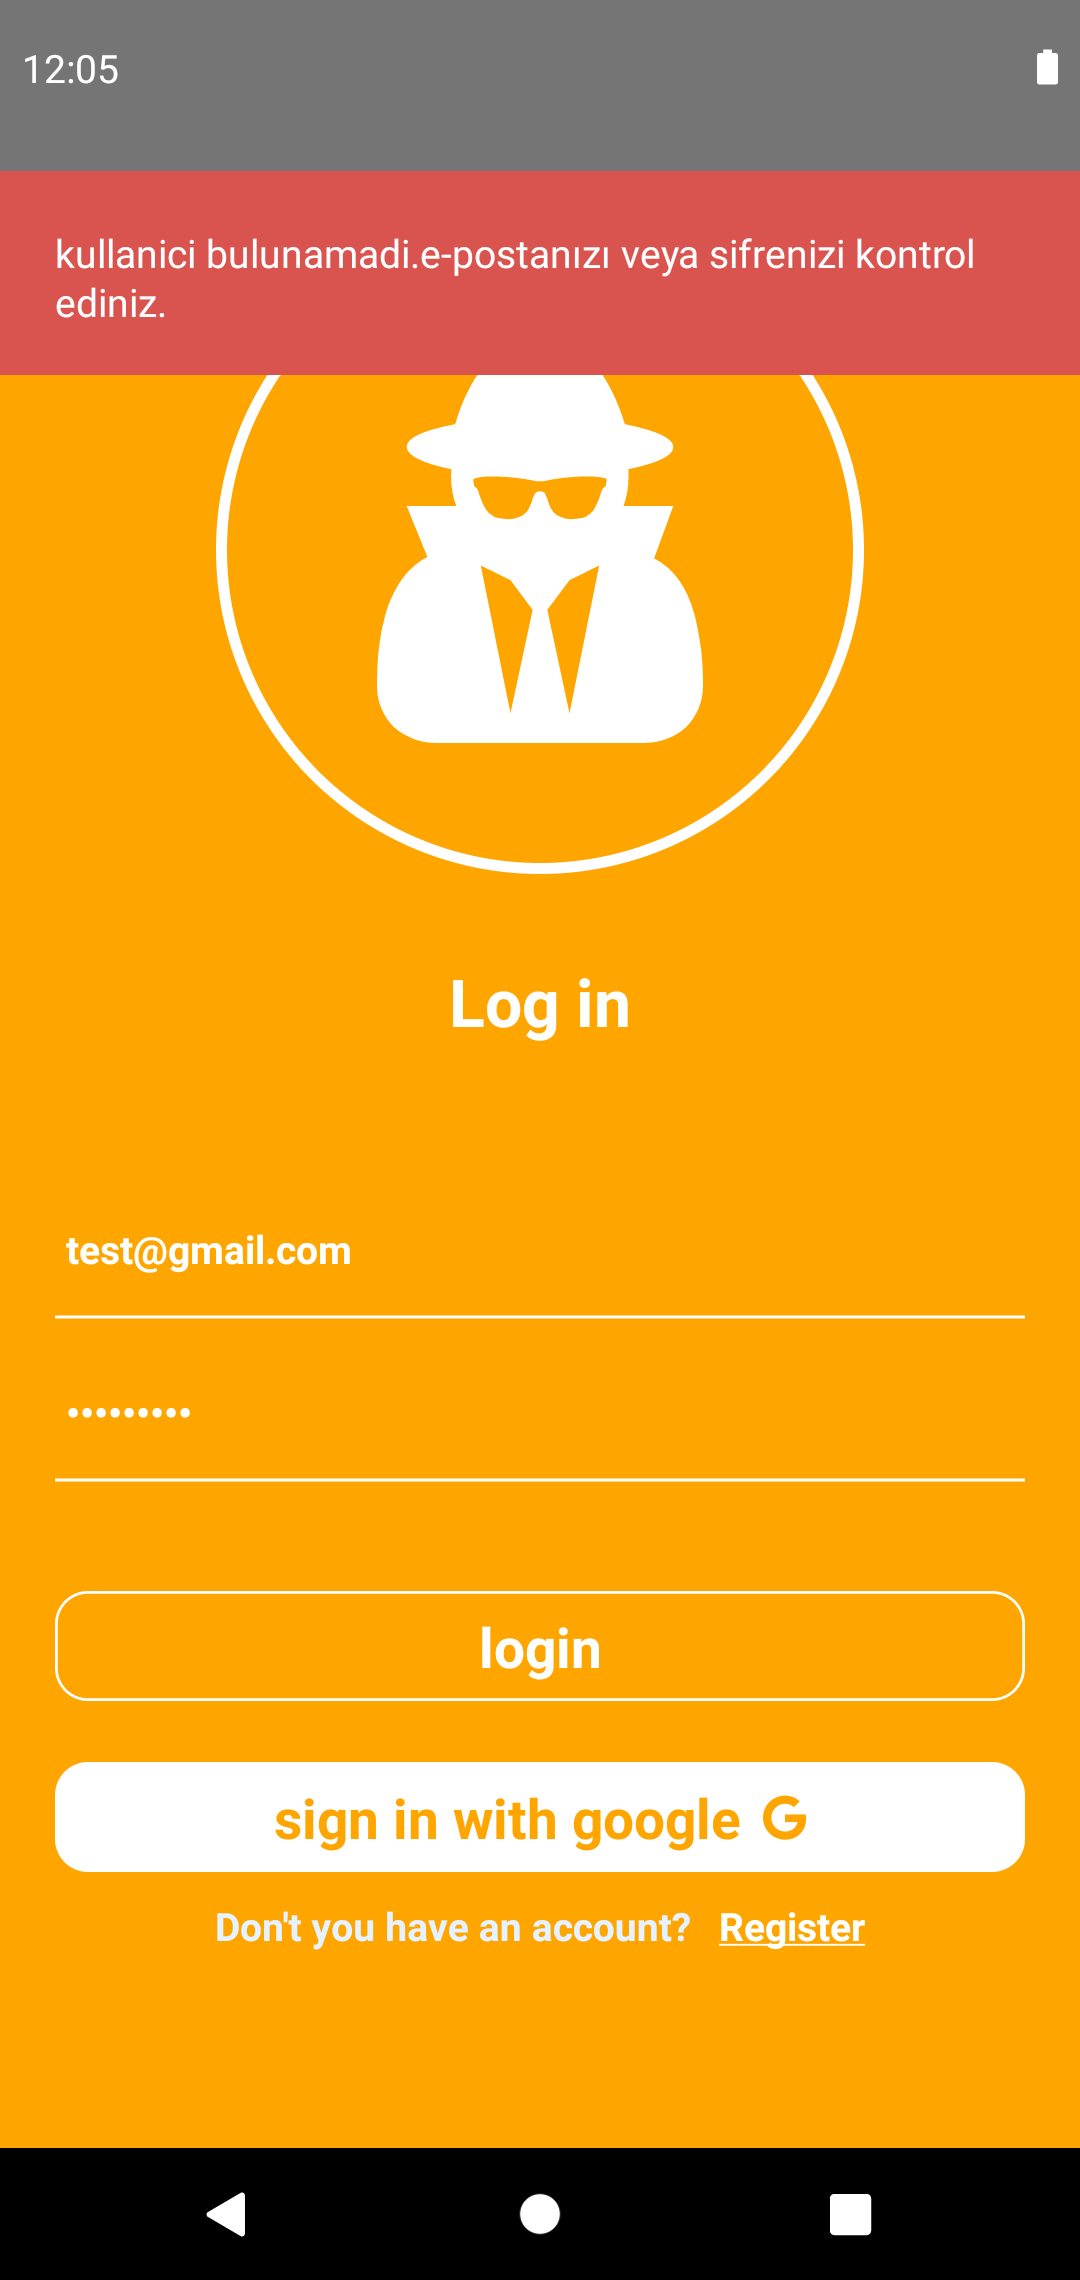 12:05
kullanici bulunamadi.e-postanızı veya sifrenizi kontrol
ediniz.
Log in
test@gmail.com
•••••••••
login
sign in with google G
Don't you have an account? Register